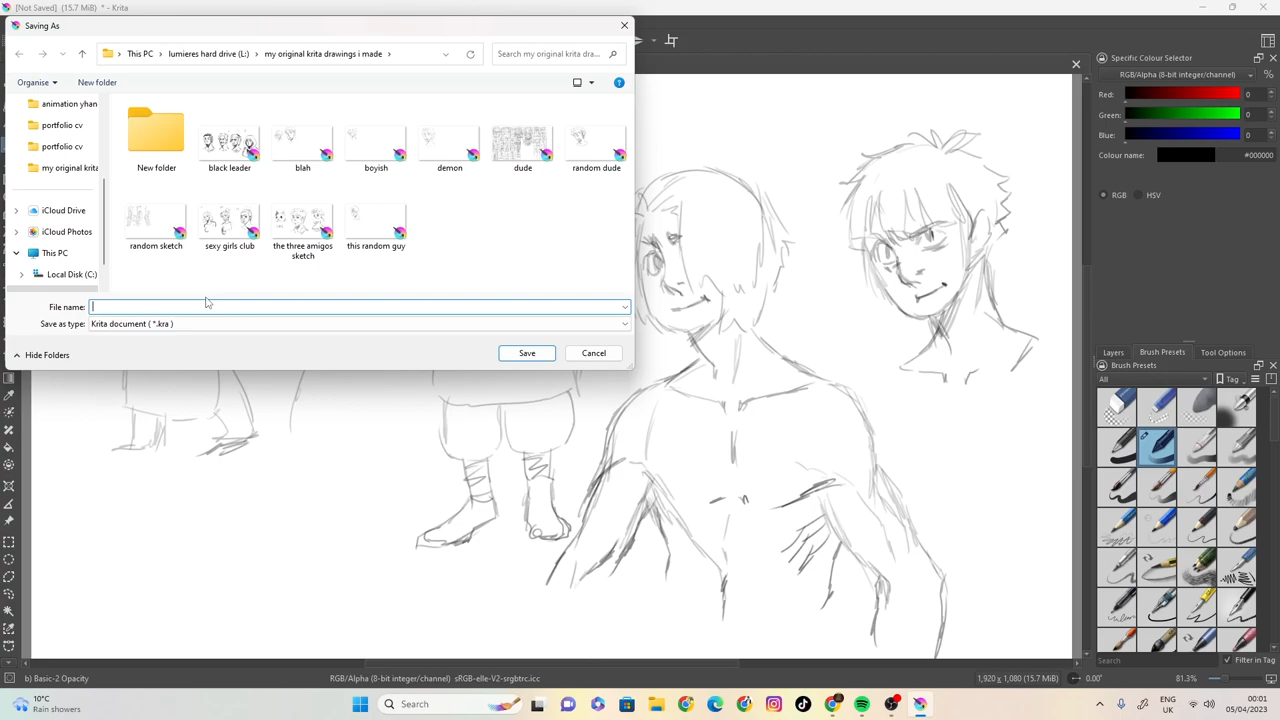 [Not Saved] (15.7 MiB) * - Krita
Saving As
This PC > lumieres hard drive (L:) > my original krita drawings i made >
Search my original krita dra...
Organise
New folder
animation yhan
portfolio cv
portfolio cv
my original krita
iCloud Drive
iCloud Photos
This PC
Local Disk (C:)
New folder
black leader
blah
boyish
demon
dude
random dude
random sketch
sexy girls club
the three amigos
sketch
this random guy
File name:
Save as type: Krita document ( *.kra )
Hide Folders
Save
Cancel
Specific Colour Selector
RGB/Alpha (8-bit integer/channel)
%
Red: 0
Green: 0
Blue: 0
Colour name: #000000
RGB
HSV
Layers
Brush Presets
Tool Options
Brush Presets
All
Tag
Search
Filter in Tag
b) Basic-2 Opacity
RGB/Alpha (8-bit integer/channel) sRGB-elle-V2-srgbtrc.icc
1,920 x 1,080 (15.7 MiB)
0.00°
81.3%
10°C
Rain showers
Search
ENG
UK
00:01
05/04/2023